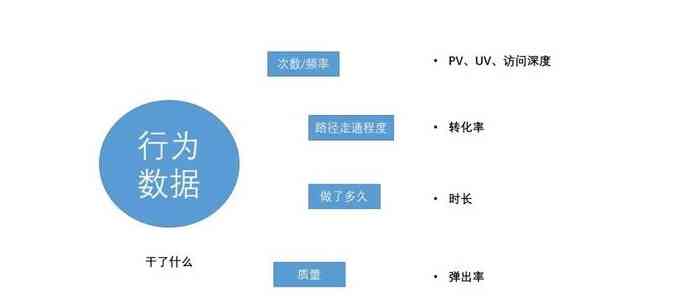 次数/频率
• PV、UV、访问深度
路径走通程度
• 转化率
行为
数据
做了多久
• 时长
干了什么
质量
• 弹出率